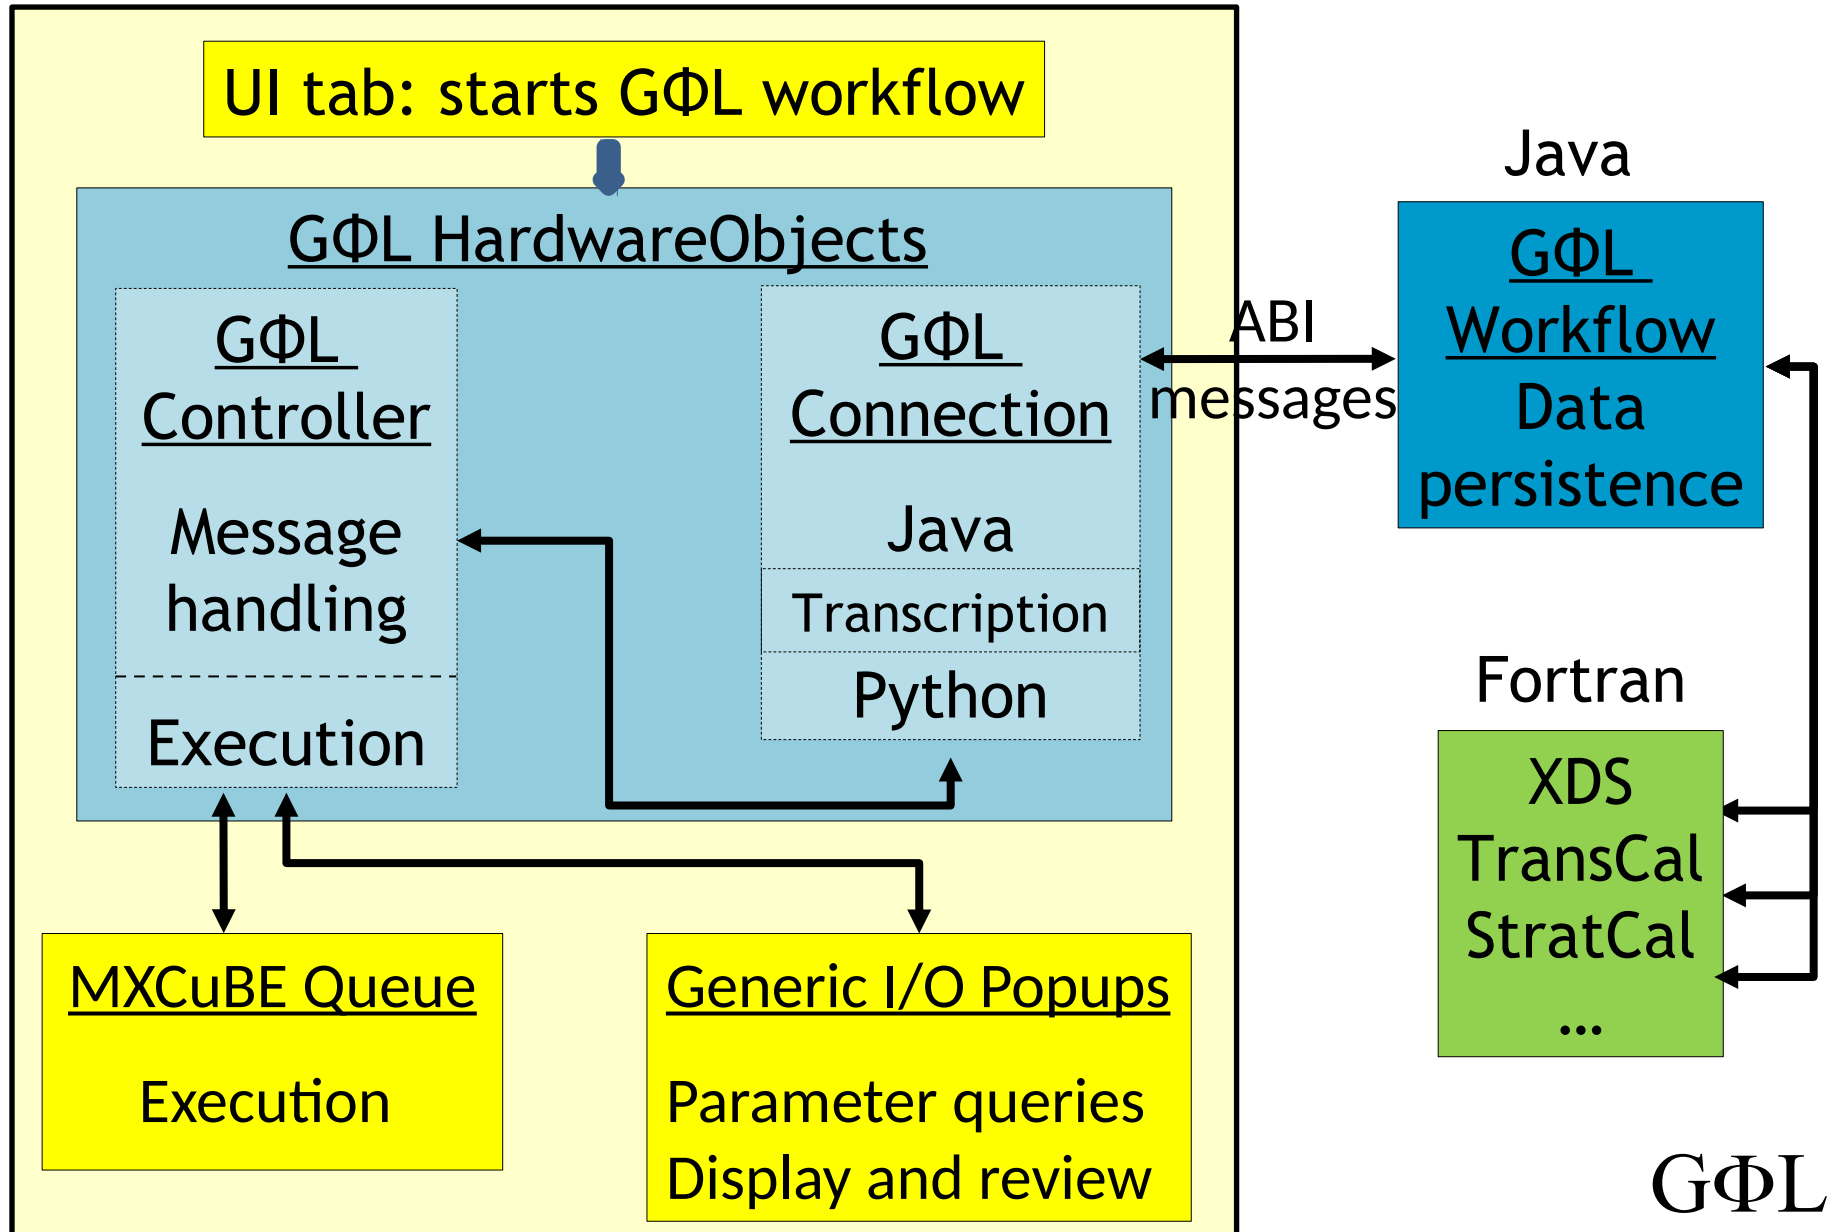 UI tab: starts GΦL workflow
GΦL HardwareObjects
GΦL
Controller
Message
handling
Execution
GΦL
Connection
Java
Transcription
Python
ABI
messages
Java
GΦL
Workflow
Data
persistence
Fortran
XDS
TransCal
StratCal
...
MXCuBE Queue
Execution
Generic I/O Popups
Parameter queries
Display and review
GΦL